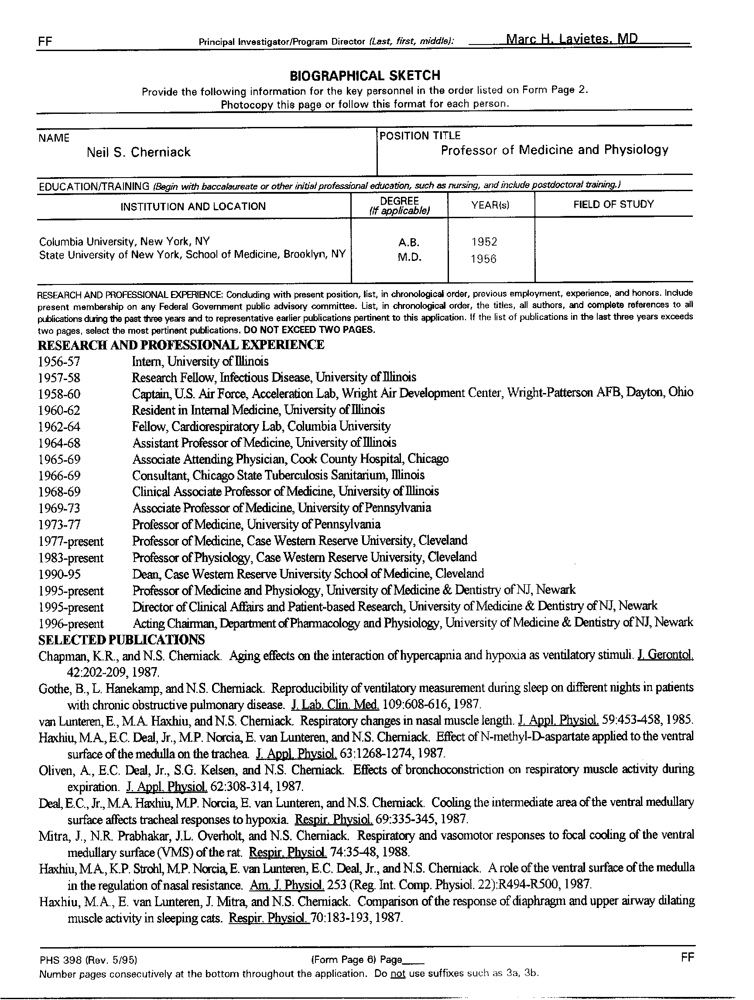 FF Principal Investigator/Program Director (Last, first, middle): Marc H. Lavietes, MD
BIOGRAPHICAL SKETCH
Provide the following information for the key personnel in the order listed on Form Page 2.
Photocopy this page or follow this format for each person.
NAME
Neil S. Cherniack
POSITION TITLE
Professor of Medicine and Physiology
EDUCATION/TRAINING (Begin with baccalaureate or other initial professional education, such as nursing, and include postdoctoral training.)
INSTITUTION AND LOCATION DEGREE (if applicable) YEAR(s) FIELD OF STUDY
Columbia University, New York, NY A.B. 1952
State University of New York, School of Medicine, Brooklyn, NY M.D. 1956
RESEARCH AND PROFESSIONAL EXPERIENCE: Concluding with present position, list, in chronological order, previous employment, experience, and honors. Include
present membership on any Federal Government public advisory committee. List, in chronological order, the titles, all authors, and complete references to all
publications during the past three years and to representative earlier publications pertinent to this application. If the list of publications in the last three years exceeds
two pages, select the most pertinent publications. DO NOT EXCEED TWO PAGES.
RESEARCH AND PROFESSIONAL EXPERIENCE
1956-57 Intern, University of Illinois
1957-58 Research Fellow, Infectious Disease, University of Illinois
1958-60 Captain, U.S. Air Force, Acceleration Lab, Wright Air Development Center, Wright-Patterson AFB, Dayton, Ohio
1960-62 Resident in Internal Medicine, University of Illinois
1962-64 Fellow, Cardiorespiratory Lab, Columbia University
1964-68 Assistant Professor of Medicine, University of Illinois
1965-69 Associate Attending Physician, Cook County Hospital, Chicago
1966-69 Consultant, Chicago State Tuberculosis Sanitarium, Illinois
1968-69 Clinical Associate Professor of Medicine, University of Illinois
1969-73 Associate Professor of Medicine, University of Pennsylvania
1973-77 Professor of Medicine, University of Pennsylvania
1977-present Professor of Medicine, Case Western Reserve University, Cleveland
1983-present Professor of Physiology, Case Western Reserve University, Cleveland
1990-95 Dean, Case Western Reserve University School of Medicine, Cleveland
1995-present Professor of Medicine and Physiology, University of Medicine & Dentistry of NJ, Newark
1995-present Director of Clinical Affairs and Patient-based Research, University of Medicine & Dentistry of NJ, Newark
1996-present Acting Chairman, Department of Pharmacology and Physiology, University of Medicine & Dentistry of NJ, Newark
SELECTED PUBLICATIONS
Chapman, K.R., and N.S. Cherniack. Aging effects on the interaction of hypercapnia and hypoxia as ventilatory stimuli. J. Gerontol.
42:202-209, 1987.
Gothe, B., L. Hanekamp, and N.S. Cherniack. Reproducibility of ventilatory measurement during sleep on different nights in patients
with chronic obstructive pulmonary disease. J. Lab. Clin. Med. 109:608-616, 1987.
van Lunteren, E., M.A. Haxhiu, and N.S. Cherniack. Respiratory changes in nasal muscle length. J. Appl. Physiol. 59:453-458, 1985.
Haxhiu, M.A., E.C. Deal, Jr., M.P. Norcia, E. van Lunteren, and N.S. Cherniack. Effect of N-methyl-D-aspartate applied to the ventral
surface of the medulla on the trachea. J. Appl. Physiol. 63:1268-1274, 1987.
Oliven, A., E.C. Deal, Jr., S.G. Kelsen, and N.S. Cherniack. Effects of bronchoconstriction on respiratory muscle activity during
expiration. J. Appl. Physiol. 62:308-314, 1987.
Deal, E.C., Jr., M.A. Haxhiu, M.P. Norcia, E. van Lunteren, and N.S. Cherniack. Cooling the intermediate area of the ventral medullary
surface affects tracheal responses to hypoxia. Respir. Physiol. 69:335-345, 1987.
Mitra, J., N.R. Prabhakar, J.L. Overholt, and N.S. Cherniack. Respiratory and vasomotor responses to focal cooling of the ventral
medullary surface (VMS) of the rat. Respir. Physiol. 74:35-48, 1988.
Haxhiu, M.A., K.P. Strohl, M.P. Norcia, E. van Lunteren, E.C. Deal, Jr., and N.S. Cherniack. A role of the ventral surface of the medulla
in the regulation of nasal resistance. Am. J. Physiol. 253 (Reg. Int. Comp. Physiol. 22):R494-R500, 1987.
Haxhiu, M.A., E. van Lunteren, J. Mitra, and N.S. Cherniack. Comparison of the response of diaphragm and upper airway dilating
muscle activity in sleeping cats. Respir. Physiol. 70:183-193, 1987.
PHS 398 (Rev. 5/95) (Form Page 6) Page____ FF
Number pages consecutively at the bottom throughout the application. Do not use suffixes such as 3a, 3b.